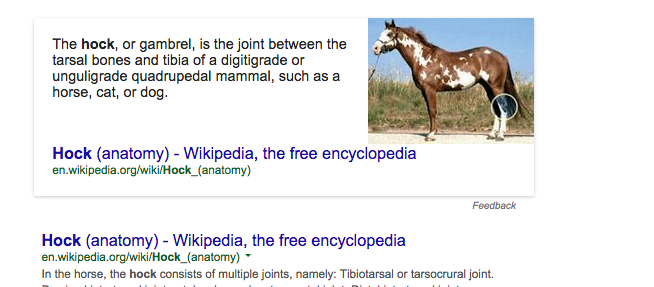 The hock, or gambrel, is the joint between the
tarsal bones and tibia of a digitigrade or
unguligrade quadrupedal mammal, such as a
horse, cat, or dog.
Hock (anatomy) - Wikipedia, the free encyclopedia
en.wikipedia.org/wiki/Hock_(anatomy)
Feedback
Hock (anatomy) - Wikipedia, the free encyclopedia
en.wikipedia.org/wiki/Hock_(anatomy)
In the horse, the hock consists of multiple joints, namely: Tibiotarsal or tarsocrural joint.